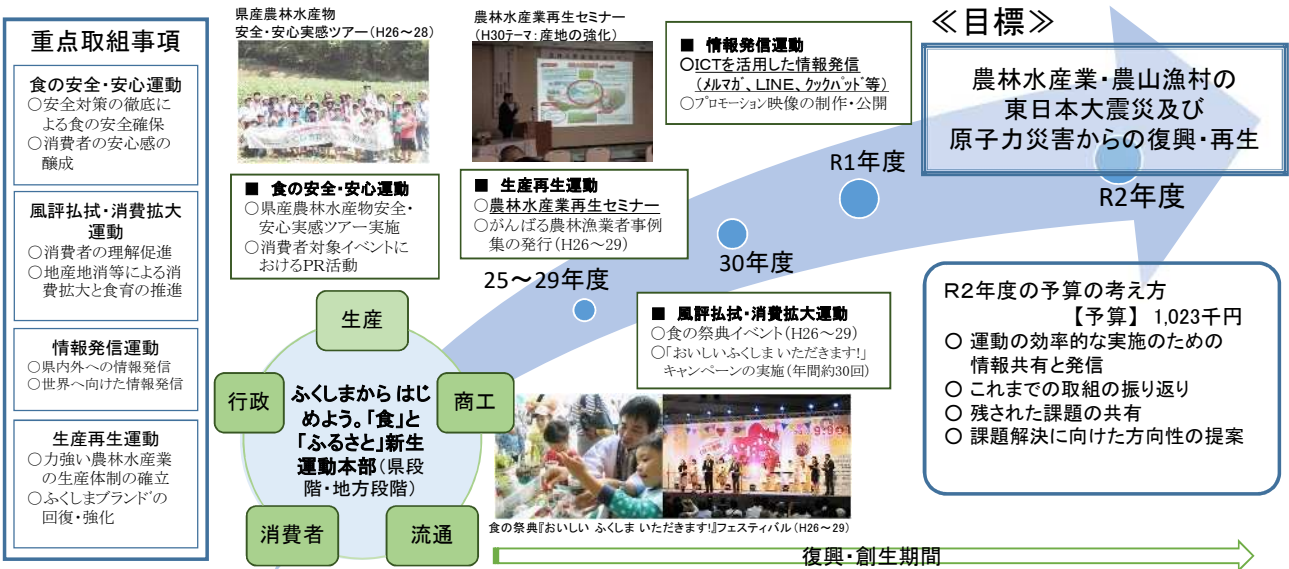 重点取組事項
食の安全・安心運動
○安全対策の徹底に
よる食の安全確保
○消費者の安心感の
醸成
風評払拭・消費拡大
運動
○消費者の理解促進
○地産地消等による消
費拡大と食育の推進
情報発信運動
○県内外への情報発信
○世界へ向けた情報発信
生産再生運動
○力強い農林水産業
の生産体制の確立
○ふくしまブランドの
回復・強化
県産農林水産物
安全・安心実感ツアー(H26～28)
■ 食の安全・安心運動
○県産農林水産物安全・
安心実感ツアー実施
○消費者対象イベントに
おけるPR活動
農林水産業再生セミナー
(H30テーマ:産地の強化)
■ 生産再生運動
○農林水産業再生セミナー
○がんばる農林漁業者事例
集の発行(H26～29)
■ 情報発信運動
○ICTを活用した情報発信
(メルマガ、LINE、クックパッド等)
○プロモーション映像の制作・公開
≪目標≫
農林水産業・農山漁村の
東日本大震災及び
原子力災害からの復興・再生
25～29年度
30年度
R1年度
R2年度
■ 風評払拭・消費拡大運動
○食の祭典イベント(H26～29)
○「おいしいふくしま いただきます!」
キャンペーンの実施(年間約30回)
R2年度の予算の考え方
【予算】 1,023千円
○ 運動の効率的な実施のための
情報共有と発信
○ これまでの取組の振り返り
○ 残された課題の共有
○ 課題解決に向けた方向性の提案
生産
行政
商工
消費者
流通
ふくしまから はじ
めよう。「食」と
「ふるさと」新生
運動本部(県段
階・地方段階)
食の祭典『おいしい ふくしま いただきます!』フェスティバル(H26～29)
復興・創生期間